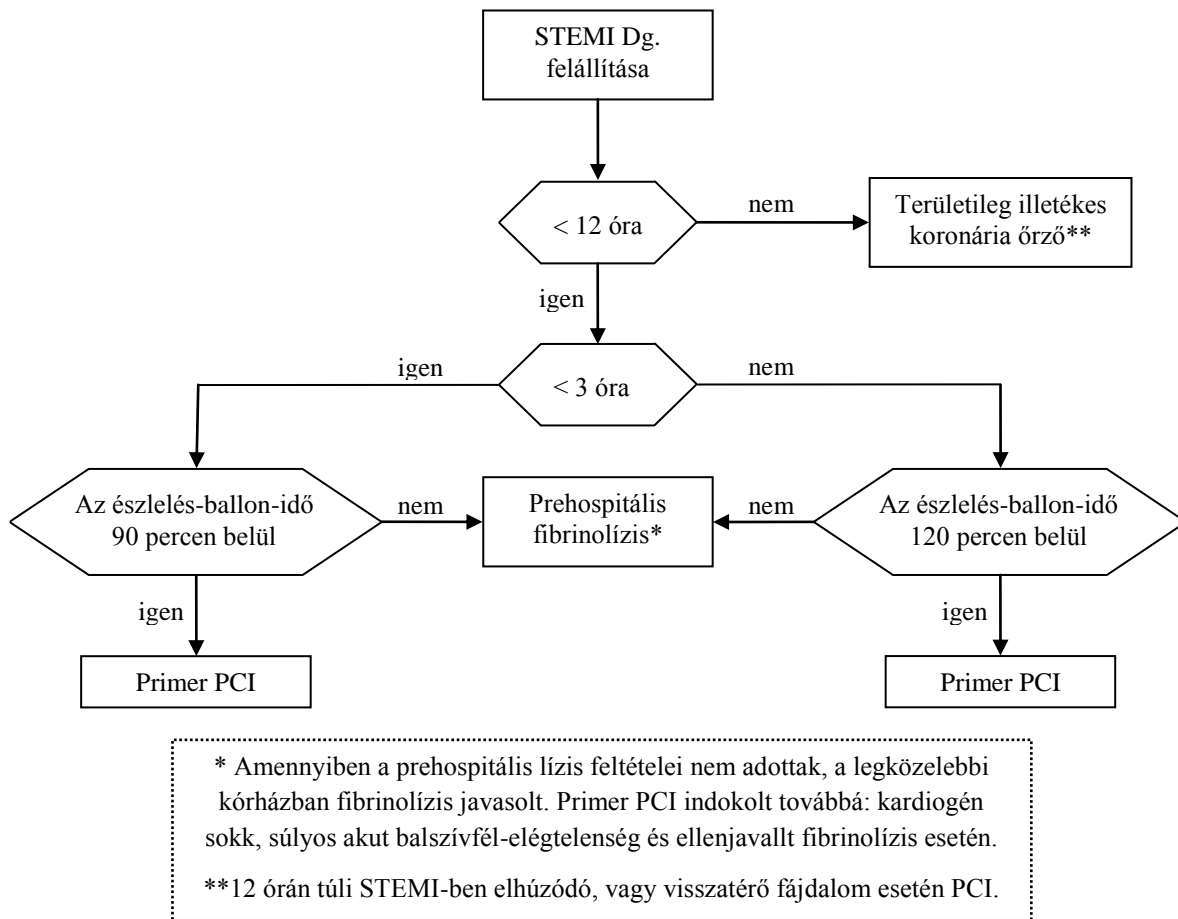 STEMI Dg.
felállítása
< 12 óra
nem
Területileg illetékes
koronária őrző**
igen
< 3 óra
igen
nem
Az észlelés-ballon-idő
90 percen belül
nem
Prehospitális
fibrinolízis*
nem
Az észlelés-ballon-idő
120 percen belül
igen
igen
Primer PCI
Primer PCI
* Amennyiben a prehospitális lízis feltételei nem adottak, a legközelebbi
kórházban fibrinolízis javasolt. Primer PCI indokolt továbbá: kardiogén
sokk, súlyos akut balszívfél-elégtelenség és ellenjavallt fibrinolízis esetén.
**12 órán túli STEMI-ben elhúzódó, vagy visszatérő fájdalom esetén PCI.